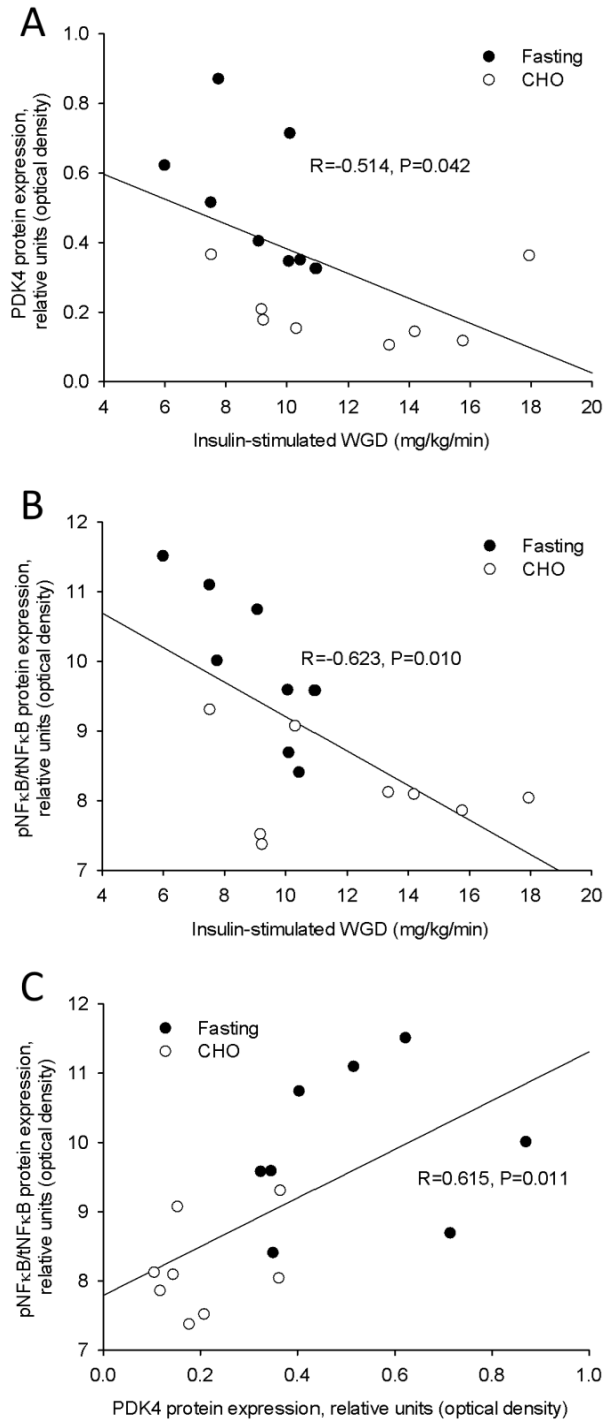 A
1.0
0.8
0.6
0.4
0.2
0.0
Fasting
CHO
R=-0.514, P=0.042
PDK4 protein expression,
relative units (optical density)
4 6 8 10 12 14 16 18 20
Insulin-stimulated WGD (mg/kg/min)
B
12
11
10
9
8
7
Fasting
CHO
R=-0.623, P=0.010
pNFκB/tNFκB protein expression,
relative units (optical density)
4 6 8 10 12 14 16 18 20
Insulin-stimulated WGD (mg/kg/min)
C
12
11
10
9
8
7
Fasting
CHO
R=0.615, P=0.011
pNFκB/tNFκB protein expression,
relative units (optical density)
0.0 0.2 0.4 0.6 0.8 1.0
PDK4 protein expression, relative units (optical density)